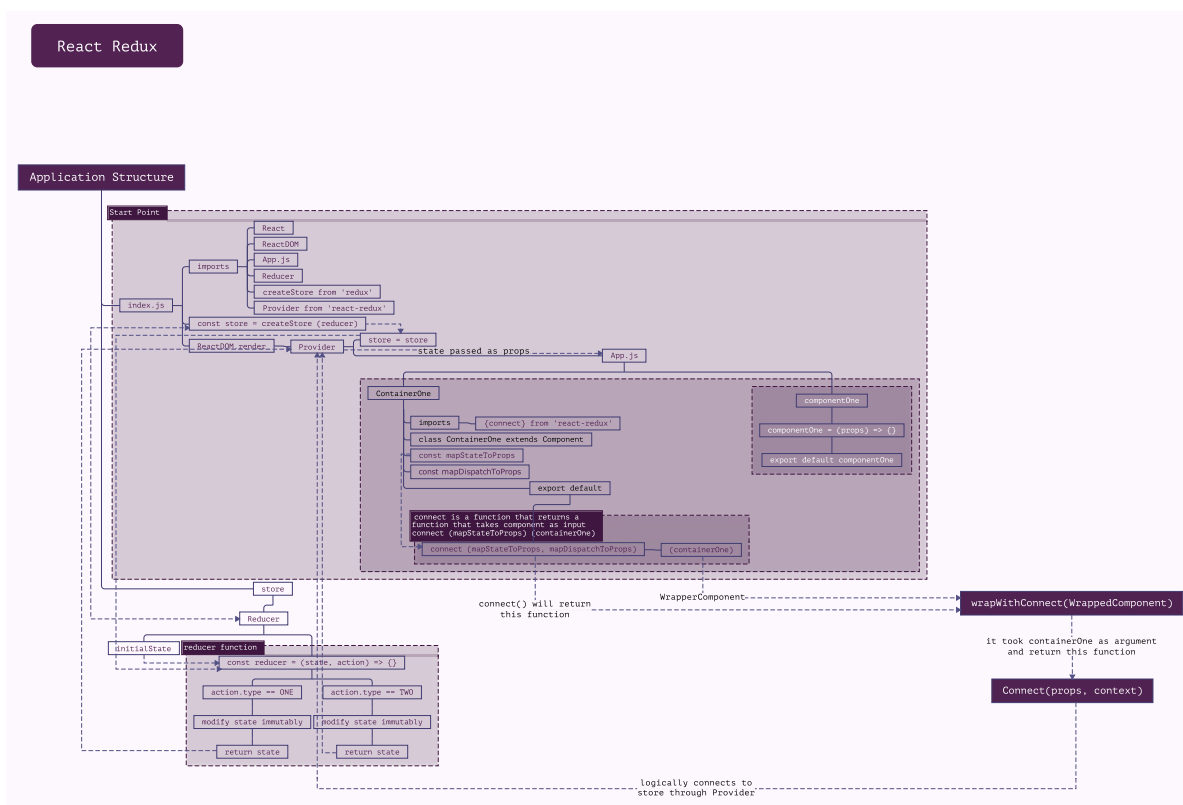 React Redux
Application Structure
Start Point
React
ReactDOM
App.js
Reducer
createStore from 'redux'
Provider from 'react-redux'
imports
index.js
const store = createStore (reducer)
ReactDOM.render
Provider
store = store
state passed as props
App.js
ContainerOne
imports
{connect} from 'react-redux'
class ContainerOne extends Component
const mapStateToProps
const mapDispatchToProps
export default
connect is a function that returns a
function that takes component as input
connect (mapStateToProps) (containerOne)
connect (mapStateToProps, mapDispatchToProps)
(containerOne)
componentOne
componentOne = (props) => {}
export default componentOne
store
Reducer
initialState
reducer function
const reducer = (state, action) => {}
action.type == ONE
action.type == TWO
modify state immutably
modify state immutably
return state
return state
connect() will return
this function
WrapperComponent
wrapWithConnect(WrappedComponent)
it took containerOne as argument
and return this function
Connect(props, context)
logically connects to
store through Provider